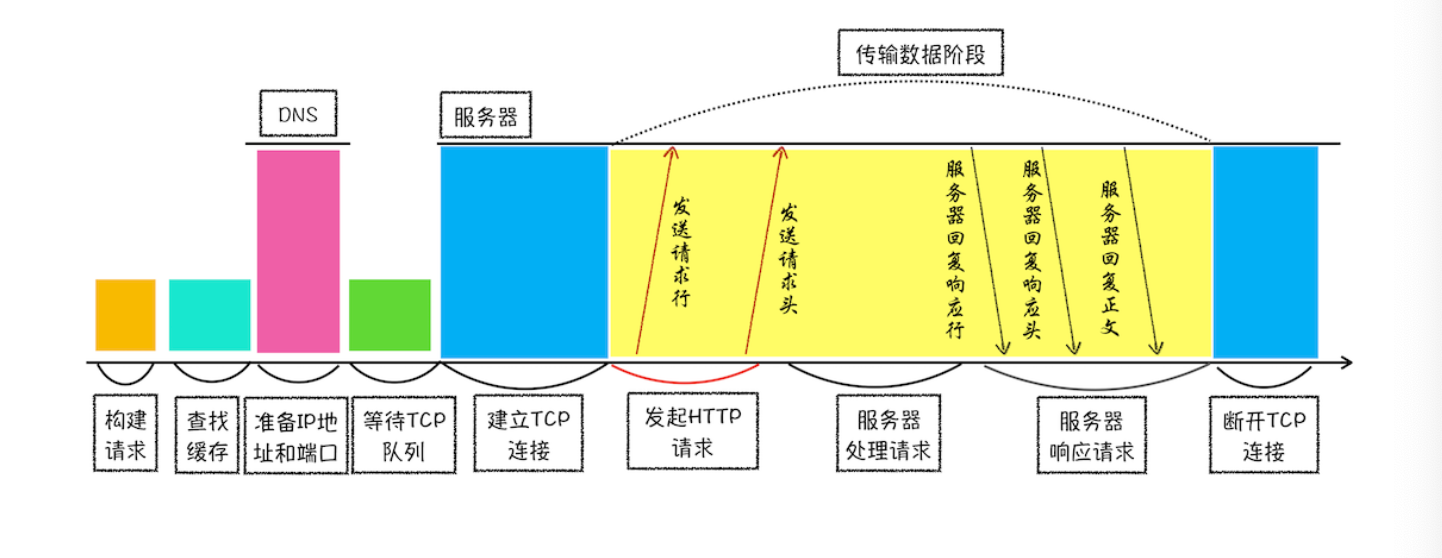 传输数据阶段
DNS
服务器
发送请求行
发送请求头
服务器回复响应行
服务器回复响应头
服务器回复正文
构建
请求
查找
缓存
准备IP地
址和端口
等待TCP
队列
建立TCP
连接
发起HTTP
请求
服务器
处理请求
服务器
响应请求
断开TCP
连接